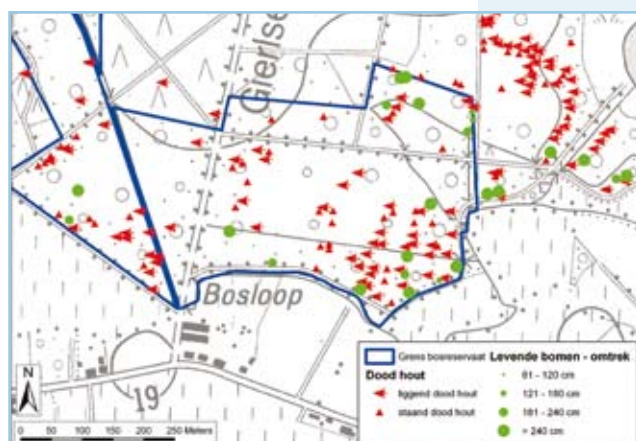 Gierlse
Bosloop
19
N
0 50 100 150 200 250 Meters
Grens bosreservaat
Dood hout
liggend dood hout
staand dood hout
Levende bomen - omtrek
61 - 120 cm
121 - 180 cm
181 - 240 cm
> 240 cm